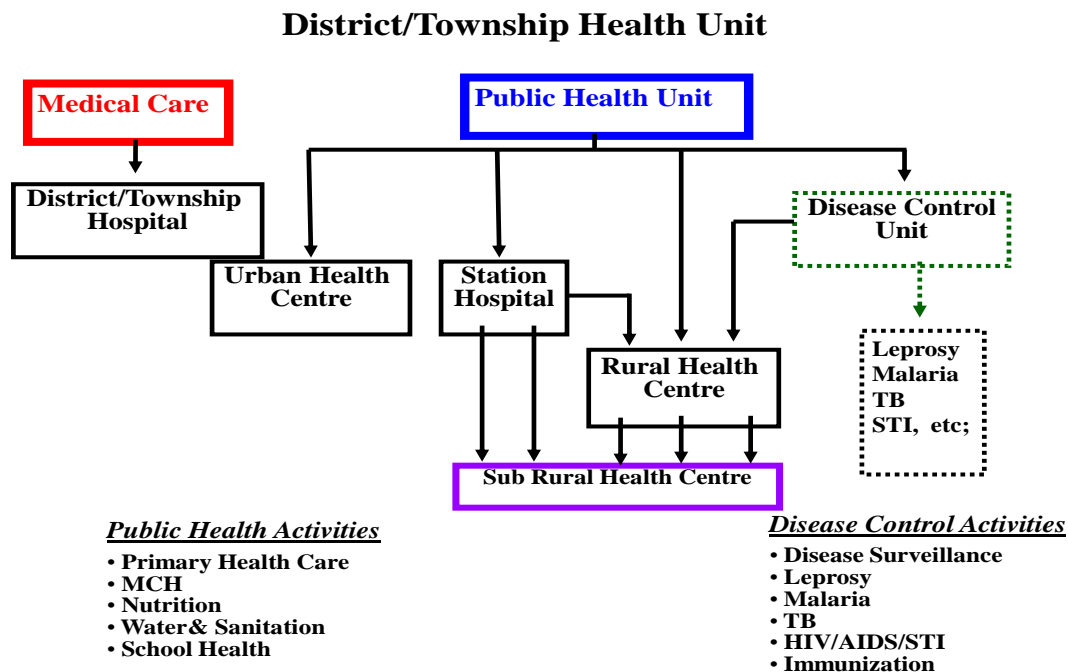 District/Township Health Unit
Medical Care
Public Health Unit
District/Township
Hospital
Disease Control
Unit
Urban Health
Centre
Station
Hospital
Rural Health
Centre
Leprosy
Malaria
TB
STI, etc;
Sub Rural Health Centre
Public Health Activities
• Primary Health Care
• MCH
• Nutrition
• Water& Sanitation
• School Health
Disease Control Activities
• Disease Surveillance
• Leprosy
• Malaria
• TB
• HIV/AIDS/STI
• Immunization